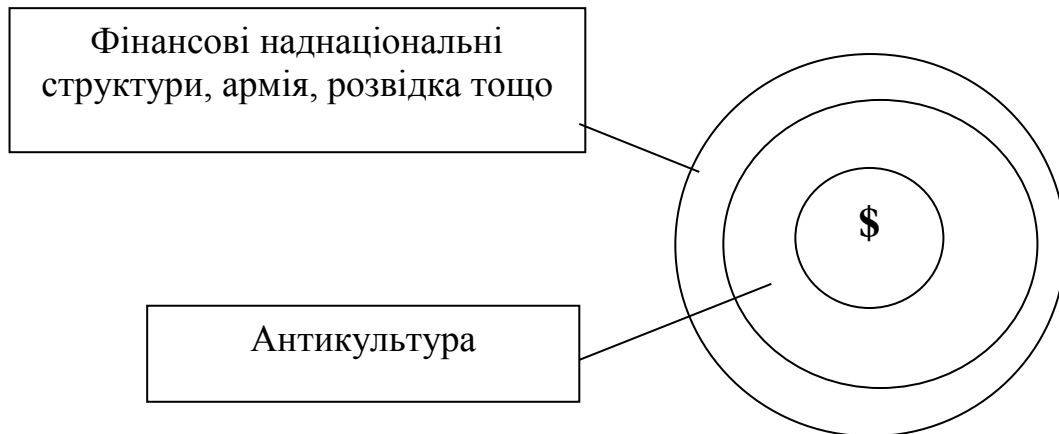 Фінансові наднаціональні
структури, армія, розвідка тощо
$
Антикультура